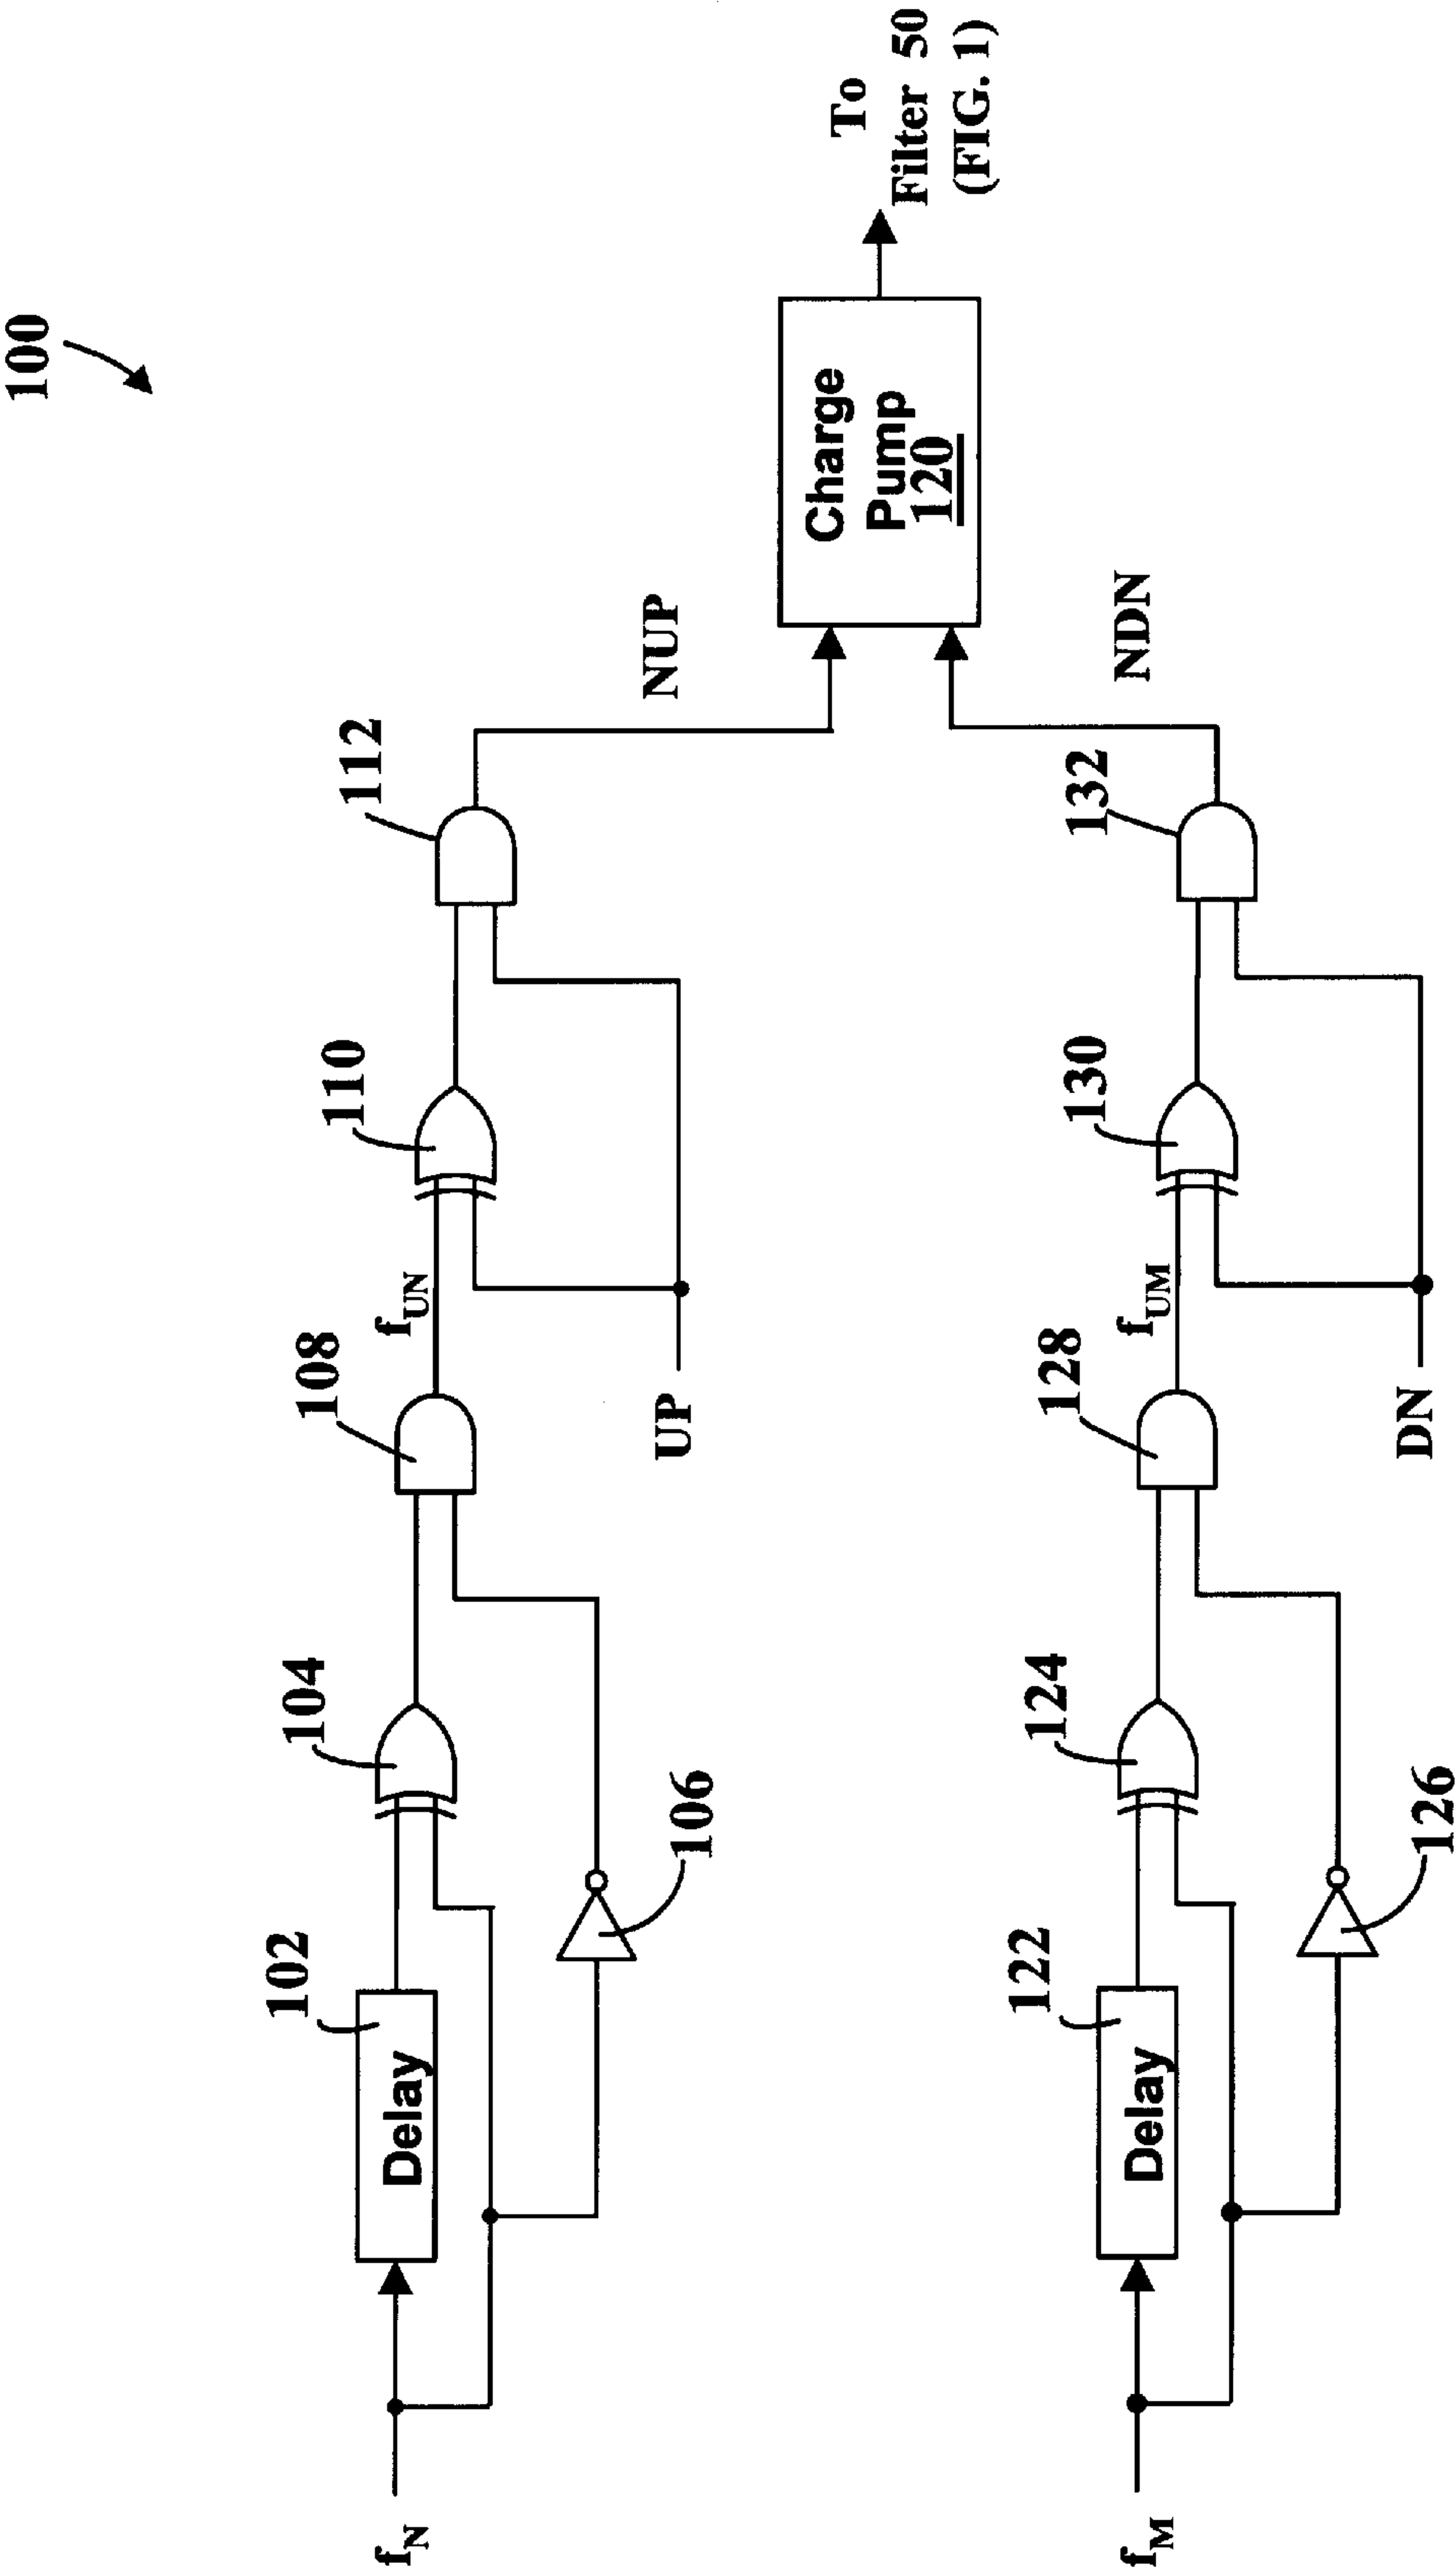 100
112
NUP
To
Filter 50
(FIG. 1)
Charge
Pump
120
110
108
f_UN
104
102
Delay
f_N
106
UP
NDN
132
130
128
f_UM
124
122
Delay
f_M
126
DN